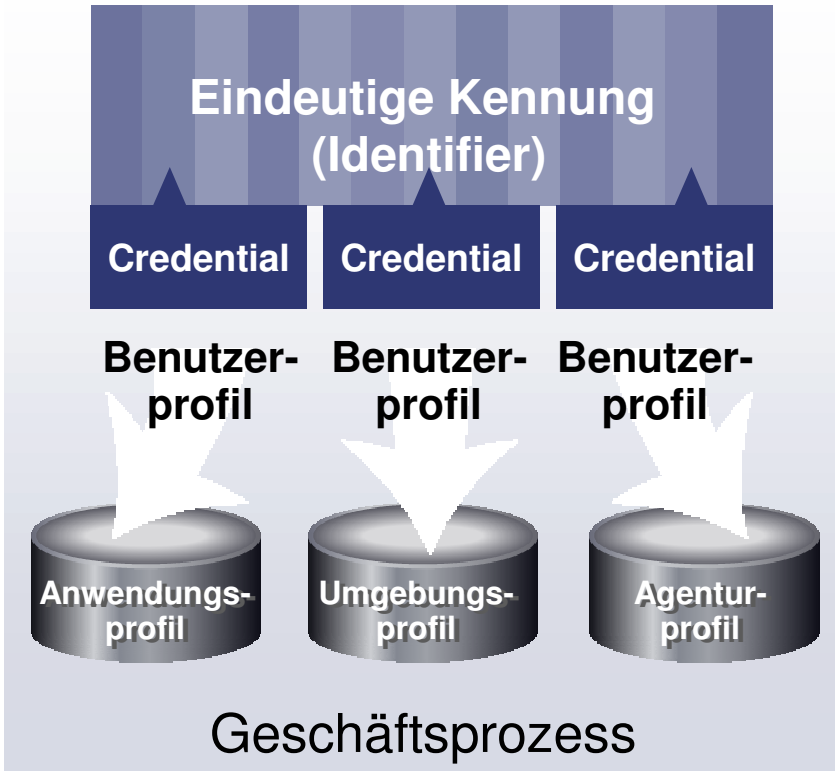 Eindeutige Kennung
(Identifier)
Credential Credential Credential
Benutzer- Benutzer- Benutzer-
profil profil profil
Anwendungs- Umgebungs- Agentur-
profil profil profil
Geschäftsprozess